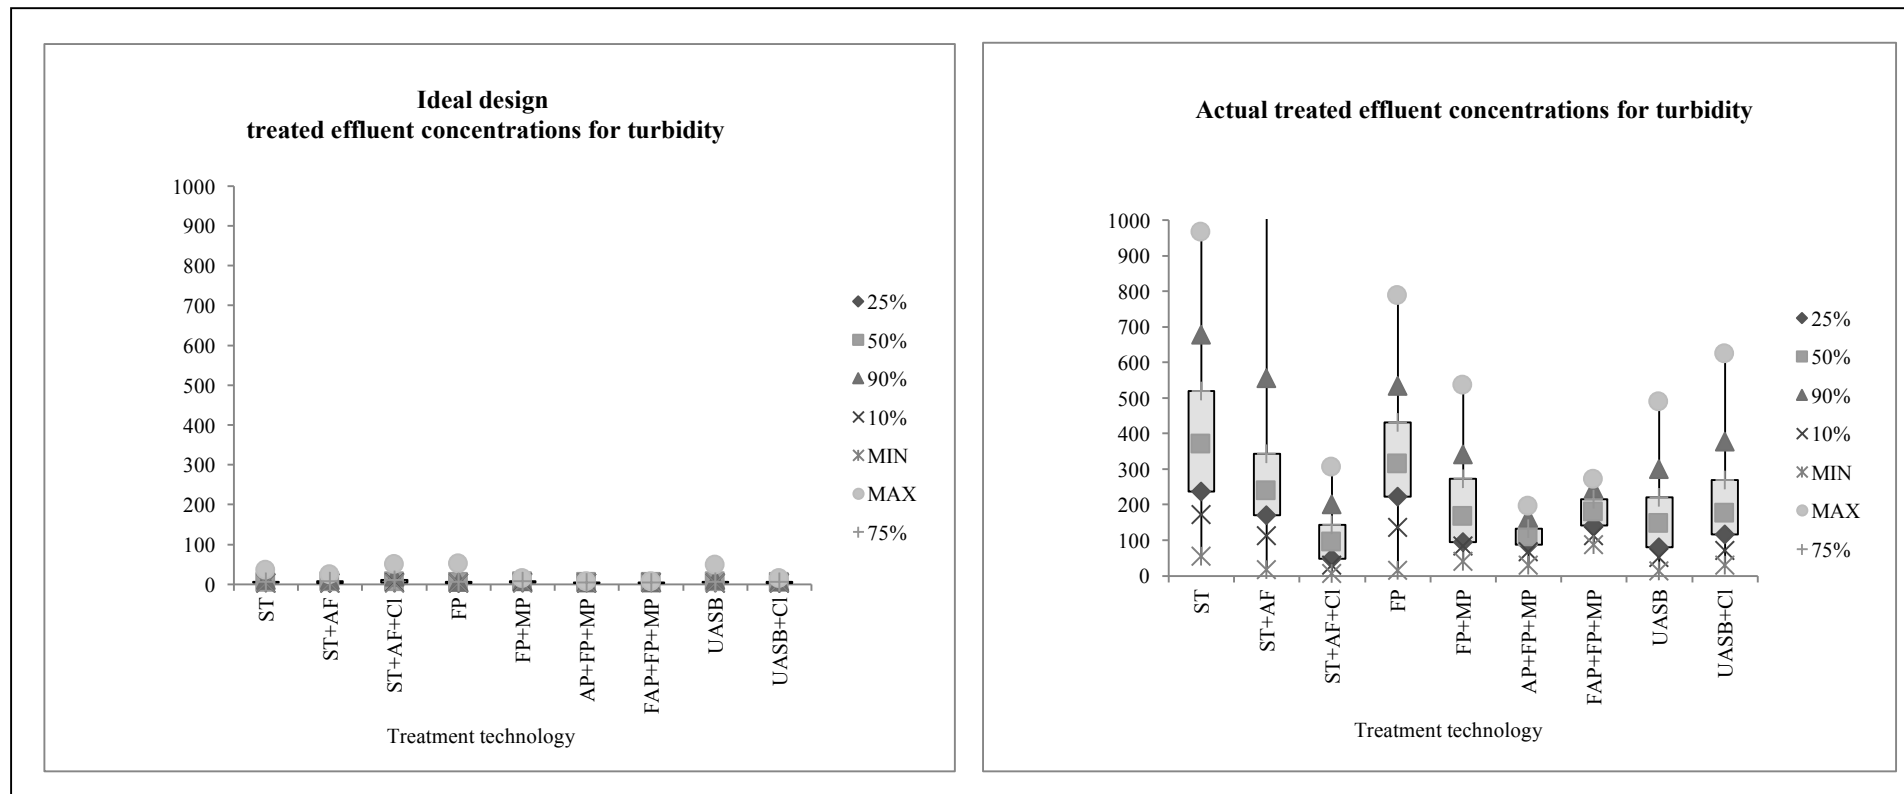 Ideal design
treated effluent concentrations for turbidity
1000
900
800
700
600
500
400
300
200
100
0
ST
ST+AF
ST+AF+Cl
FP
FP+MP
AP+FP+MP
FAP+FP+MP
UASB
UASB+Cl
Treatment technology
25%
50%
90%
10%
MIN
MAX
75%
Actual treated effluent concentrations for turbidity
1000
900
800
700
600
500
400
300
200
100
0
ST
ST+AF
ST+AF+Cl
FP
FP+MP
AP+FP+MP
FAP+FP+MP
UASB
UASB+Cl
Treatment technology
25%
50%
90%
10%
MIN
MAX
75%